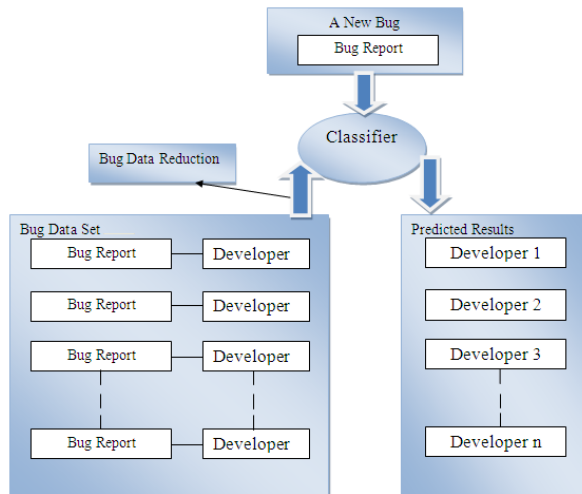 A New Bug
Bug Report
Classifier
Bug Data Reduction
Bug Data Set
Bug Report
Developer
Bug Report
Developer
Bug Report
Developer
Bug Report
Developer
Predicted Results
Developer 1
Developer 2
Developer 3
Developer n